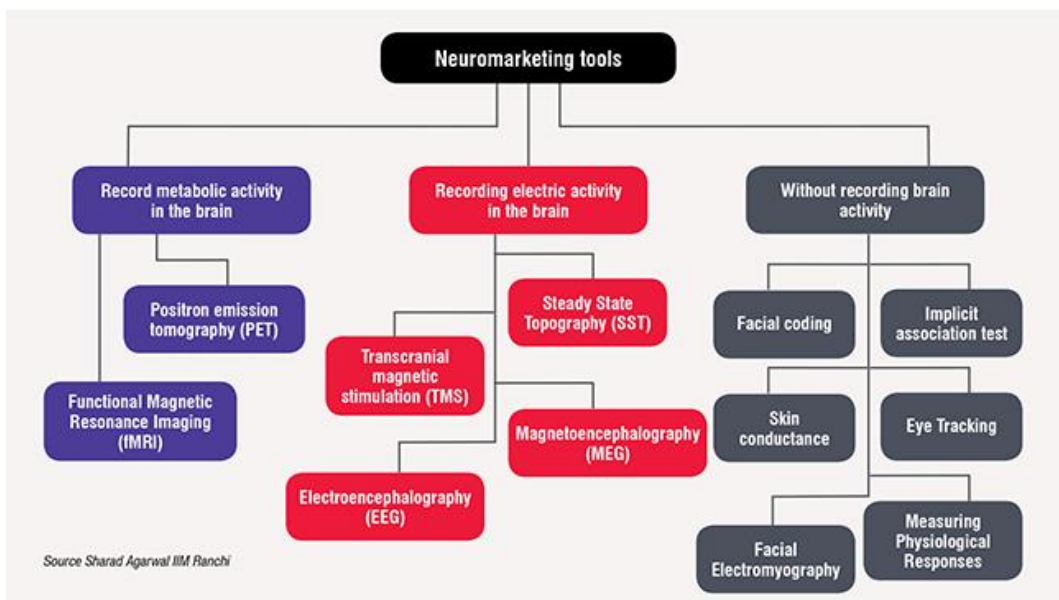 Neuromarketing tools
Record metabolic activity
in the brain
Positron emission
tomography (PET)
Functional Magnetic
Resonance Imaging
(fMRI)
Recording electric activity
in the brain
Steady State
Topography (SST)
Transcranial
magnetic
stimulation (TMS)
Magnetoencephalography
(MEG)
Electroencephalography
(EEG)
Without recording brain
activity
Facial coding
Implicit
association test
Skin
conductance
Eye Tracking
Facial
Electromyography
Measuring
Physiological
Responses
Source Sharad Agarwal IIM Ranchi